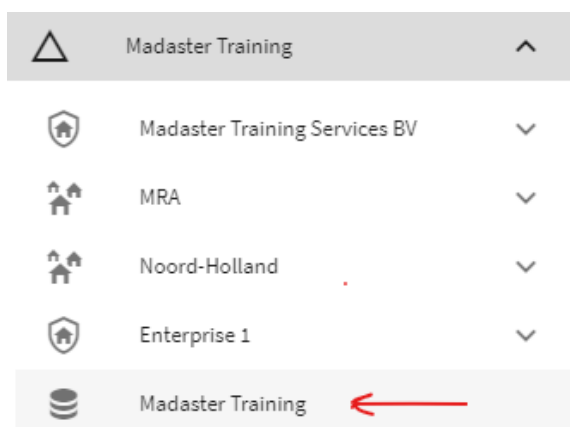 Madaster Training
Madaster Training Services BV
MRA
Noord-Holland
Enterprise 1
Madaster Training